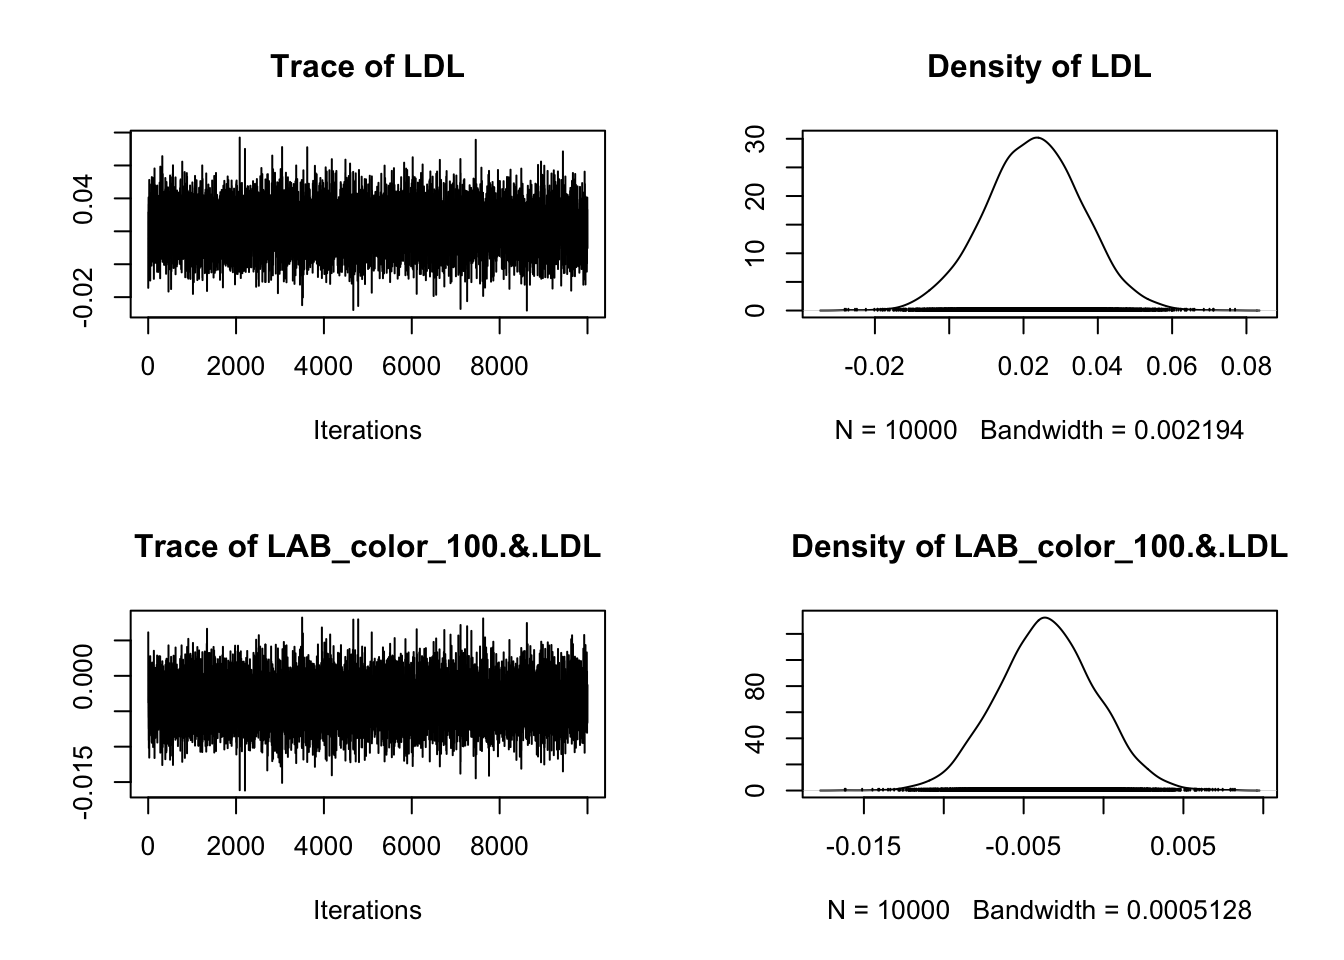 Trace of LDL
0.04
-0.02
0 2000 4000 6000 8000
Iterations
Density of LDL
30
20
10
0
-0.02 0.02 0.04 0.06 0.08
N = 10000 Bandwidth = 0.002194
Trace of LAB_color_100.&.LDL
0.000
-0.015
0 2000 4000 6000 8000
Iterations
Density of LAB_color_100.&.LDL
80
40
0
-0.015 -0.005 0.005
N = 10000 Bandwidth = 0.0005128